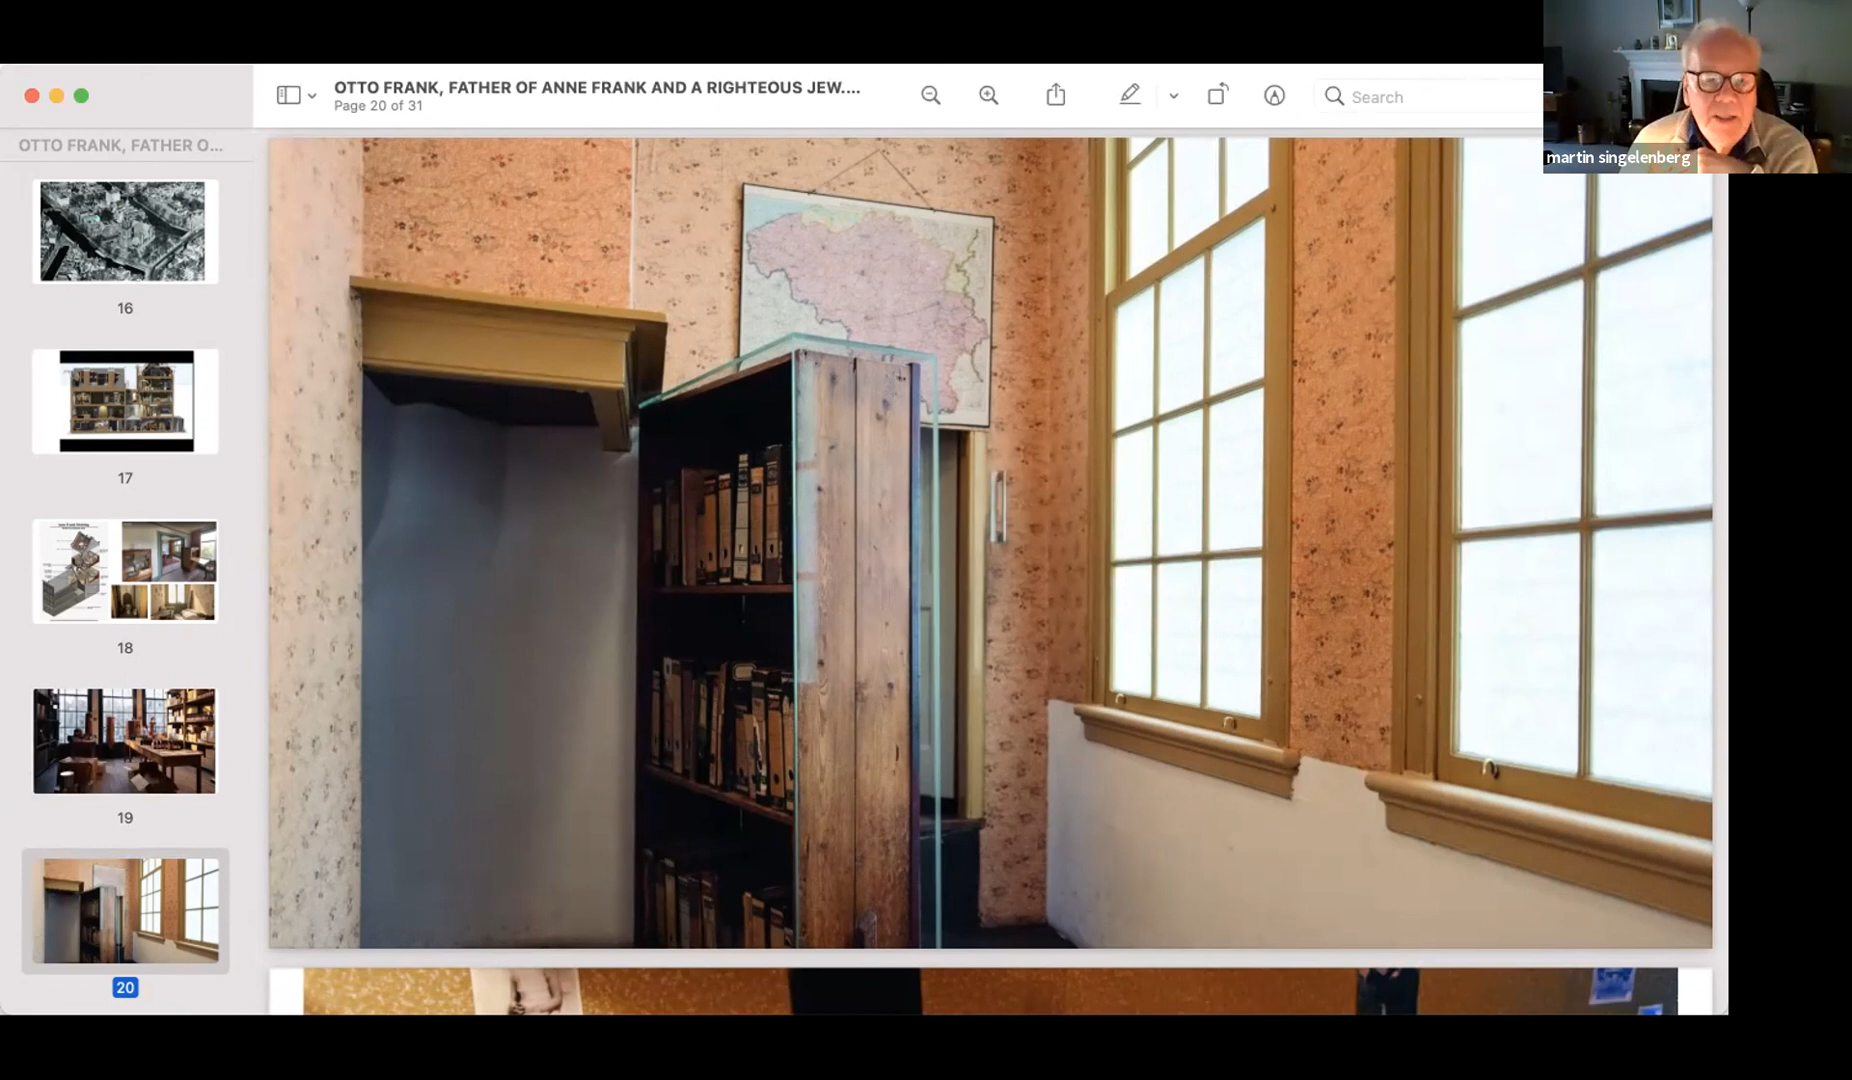 OTTO FRANK, FATHER OF ANNE FRANK AND A RIGHTEOUS JEW....
Page 20 of 31
Search
martin singelenberg
OTTO FRANK, FATHER O...
16
17
18
19
20